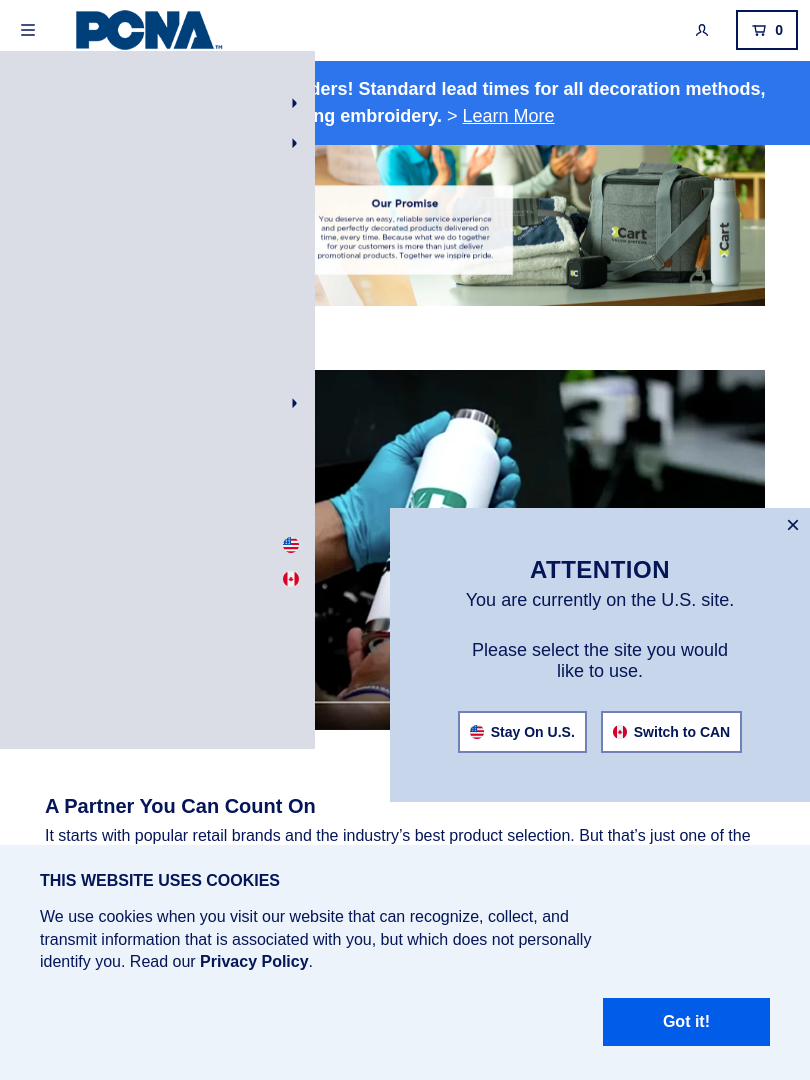 PCNA™
0
ders! Standard lead times for all decoration methods,
ng embroidery. > Learn More
Our Promise
You deserve an easy, reliable service experience
and perfectly decorated products delivered on
time, every time. Because what we do together
for your customers is more than just deliver
promotional products. Together we inspire pride.
Cart
Cart
ATTENTION
You are currently on the U.S. site.
Please select the site you would
like to use.
Stay On U.S.
Switch to CAN
A Partner You Can Count On
It starts with popular retail brands and the industry’s best product selection. But that’s just one of the
THIS WEBSITE USES COOKIES
We use cookies when you visit our website that can recognize, collect, and
transmit information that is associated with you, but which does not personally
identify you. Read our Privacy Policy.
Got it!